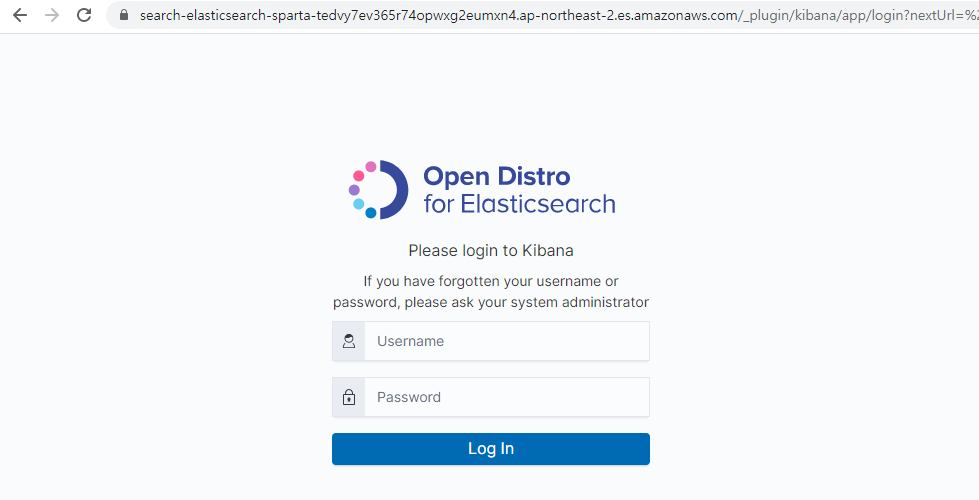 search-elasticsearch-sparta-tedvy7ev365r74opwxg2eumxn4.ap-northeast-2.es.amazonaws.com/_plugin/kibana/app/login?nextUrl=%2
Open Distro
for Elasticsearch
Please login to Kibana
If you have forgotten your username or
password, please ask your system administrator
Username
Password
Log In